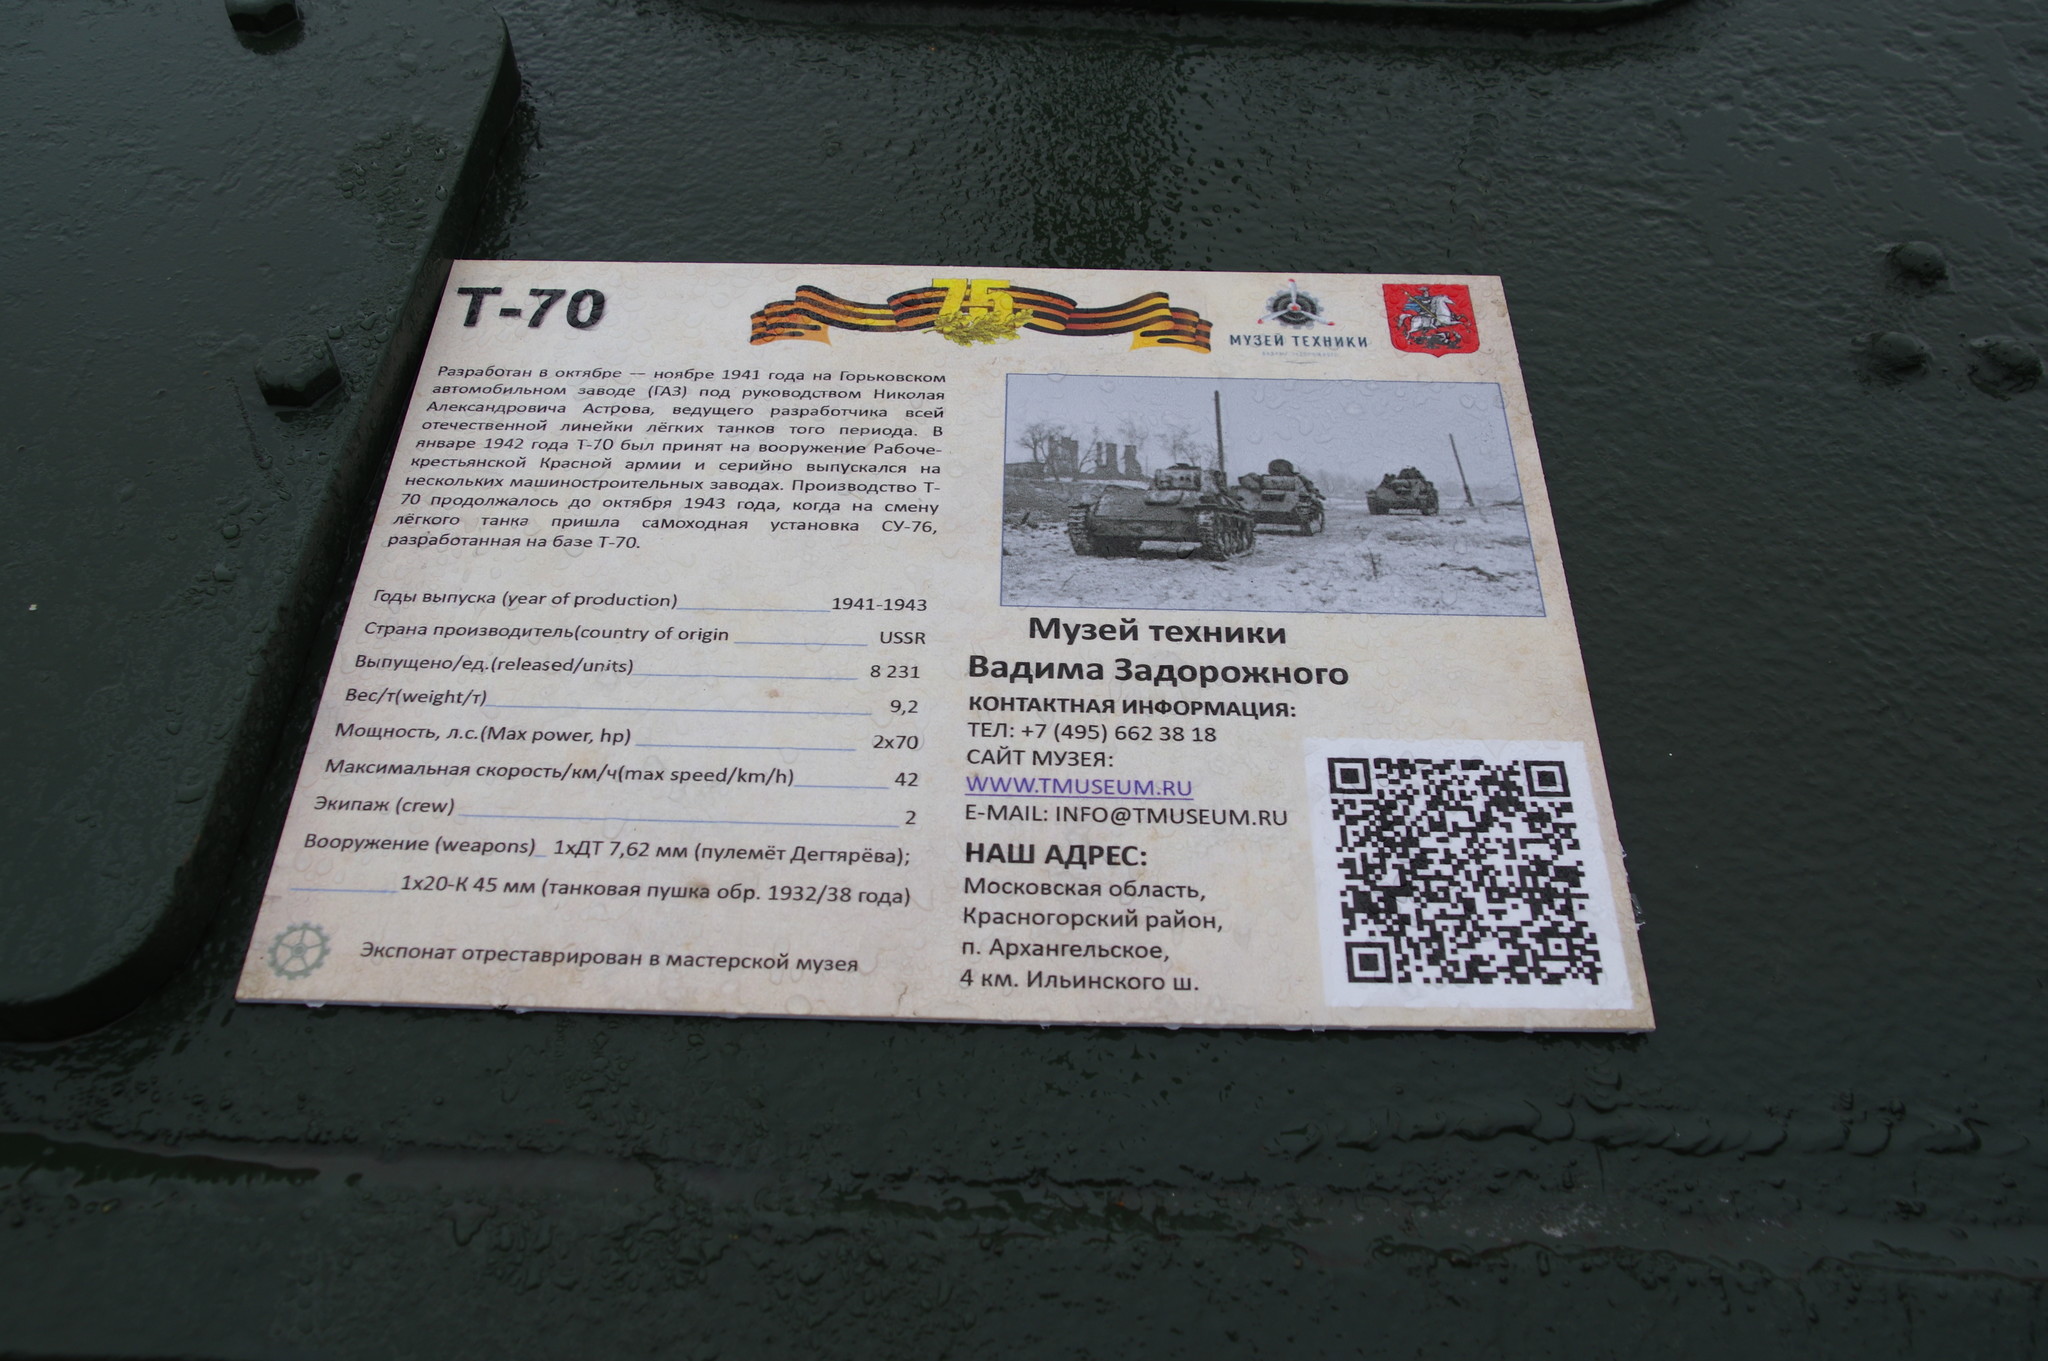 Т-70
75
МУЗЕЙ ТЕХНИКИ
ВАДИМА ЗАДОРОЖНОГО
Разработан в октябре — ноябре 1941 года на Горьковском
автомобильном заводе (ГАЗ) под руководством Николая
Александровича Астрова, ведущего разработчика всей
отечественной линейки лёгких танков того периода. В
январе 1942 года Т-70 был принят на вооружение Рабоче-
крестьянской Красной армии и серийно выпускался на
нескольких машиностроительных заводах. Производство Т-
70 продолжалось до октября 1943 года, когда на смену
лёгкого танка пришла самоходная установка СУ-76,
разработанная на базе Т-70.
Годы выпуска (year of production) 1941-1943
Страна производитель(country of origin USSR
Выпущено/ед.(released/units) 8 231
Вес/т(weight/т) 9,2
Мощность, л.с.(Max power, hp) 2x70
Максимальная скорость/км/ч(max speed/km/h) 42
Экипаж (crew) 2
Вооружение (weapons) 1хДТ 7,62 мм (пулемёт Дегтярёва);
1х20-К 45 мм (танковая пушка обр. 1932/38 года)
Экспонат отреставрирован в мастерской музея
Музей техники
Вадима Задорожного
КОНТАКТНАЯ ИНФОРМАЦИЯ:
ТЕЛ: +7 (495) 662 38 18
САЙТ МУЗЕЯ:
WWW.TMUSEUM.RU
E-MAIL: INFO@TMUSEUM.RU
НАШ АДРЕС:
Московская область,
Красногорский район,
п. Архангельское,
4 км. Ильинского ш.